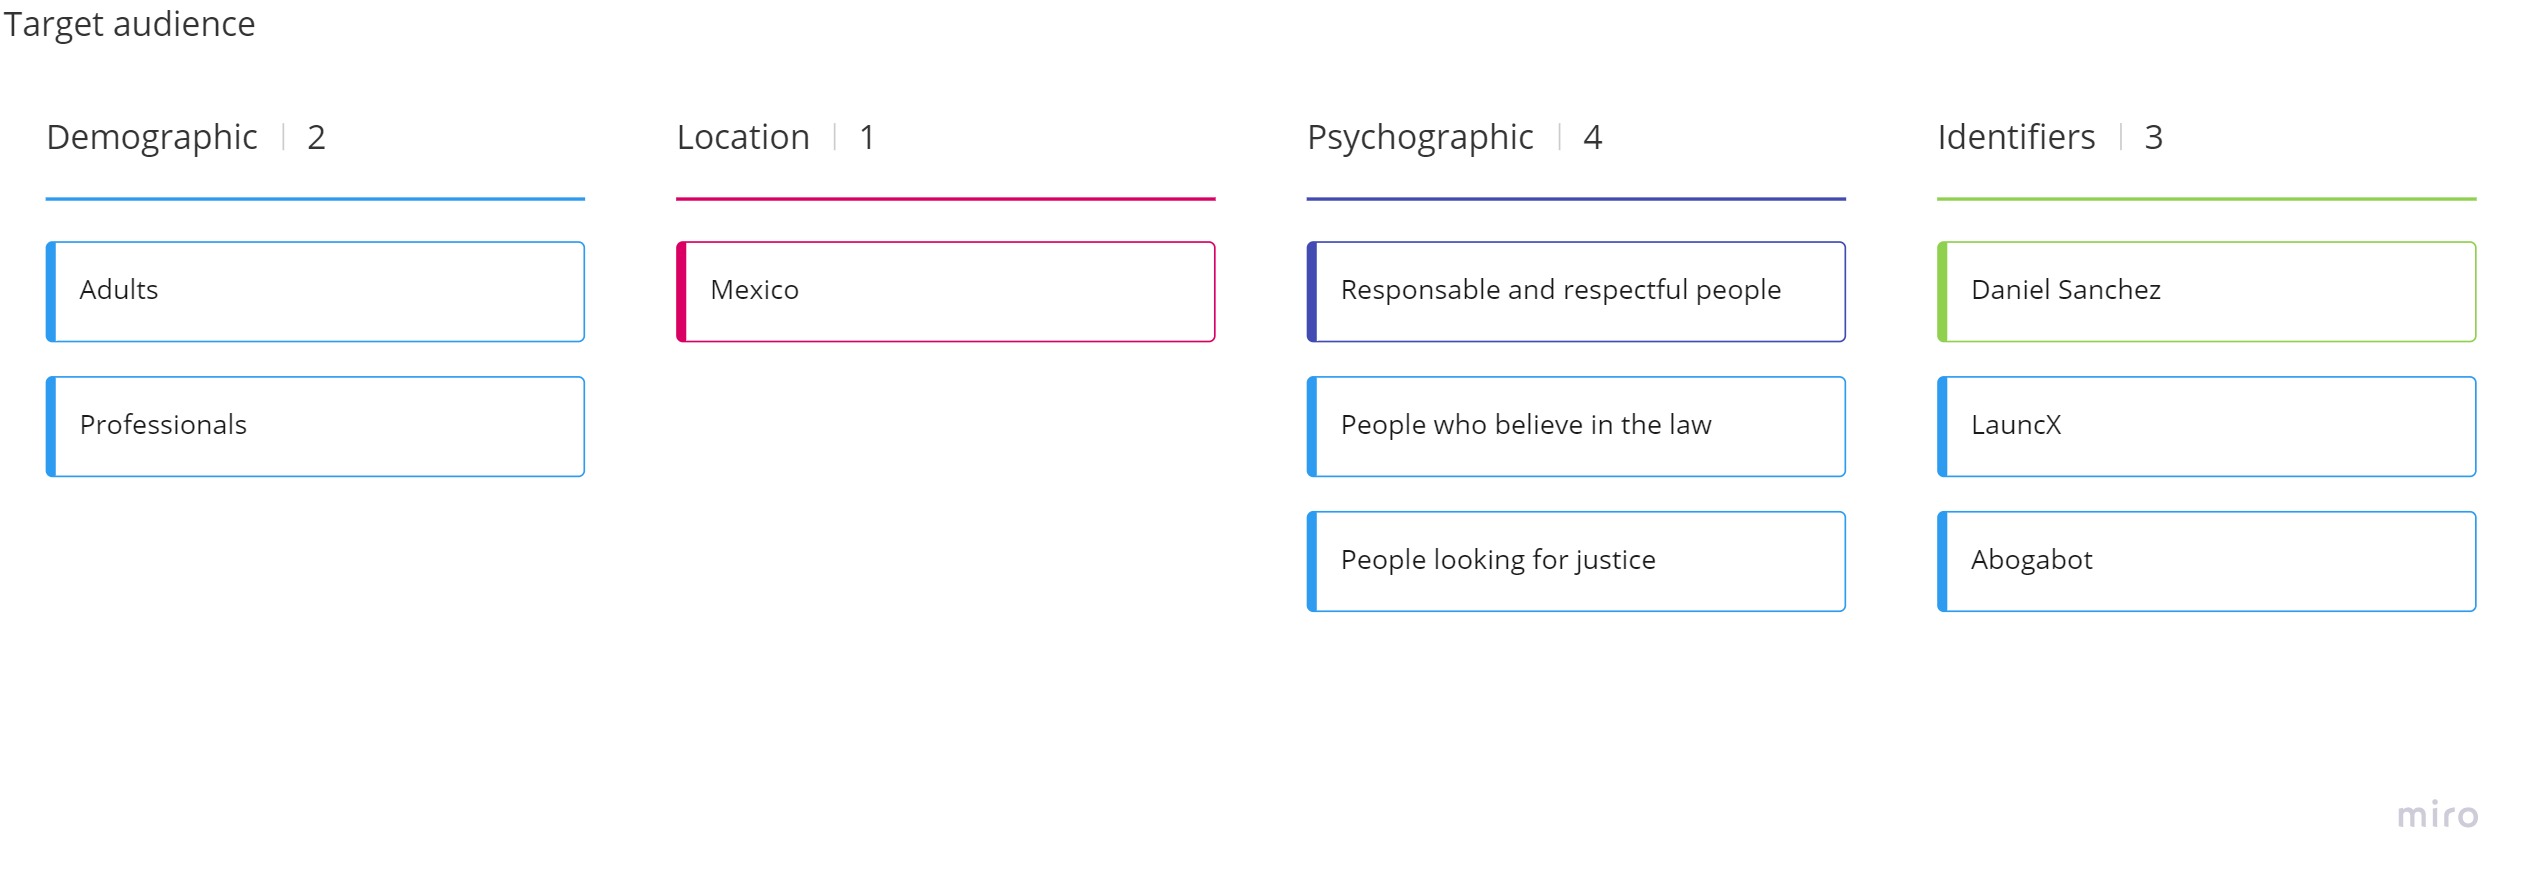 Target audience
Demographic | 2
Adults
Professionals
Location | 1
Mexico
Psychographic | 4
Responsable and respectful people
People who believe in the law
People looking for justice
Identifiers | 3
Daniel Sanchez
LauncX
Abogabot
miro